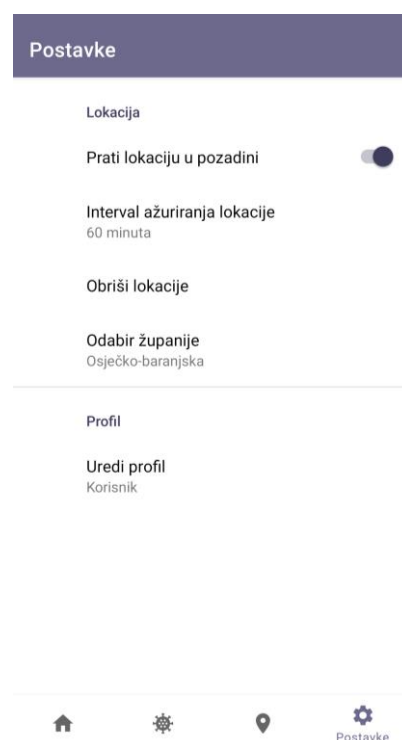 Postavke
Lokacija
Prati lokaciju u pozadini
Interval ažuriranja lokacije
60 minuta
Obriši lokacije
Odabir županije
Osječko-baranjska
Profil
Uredi profil
Korisnik
Postavke